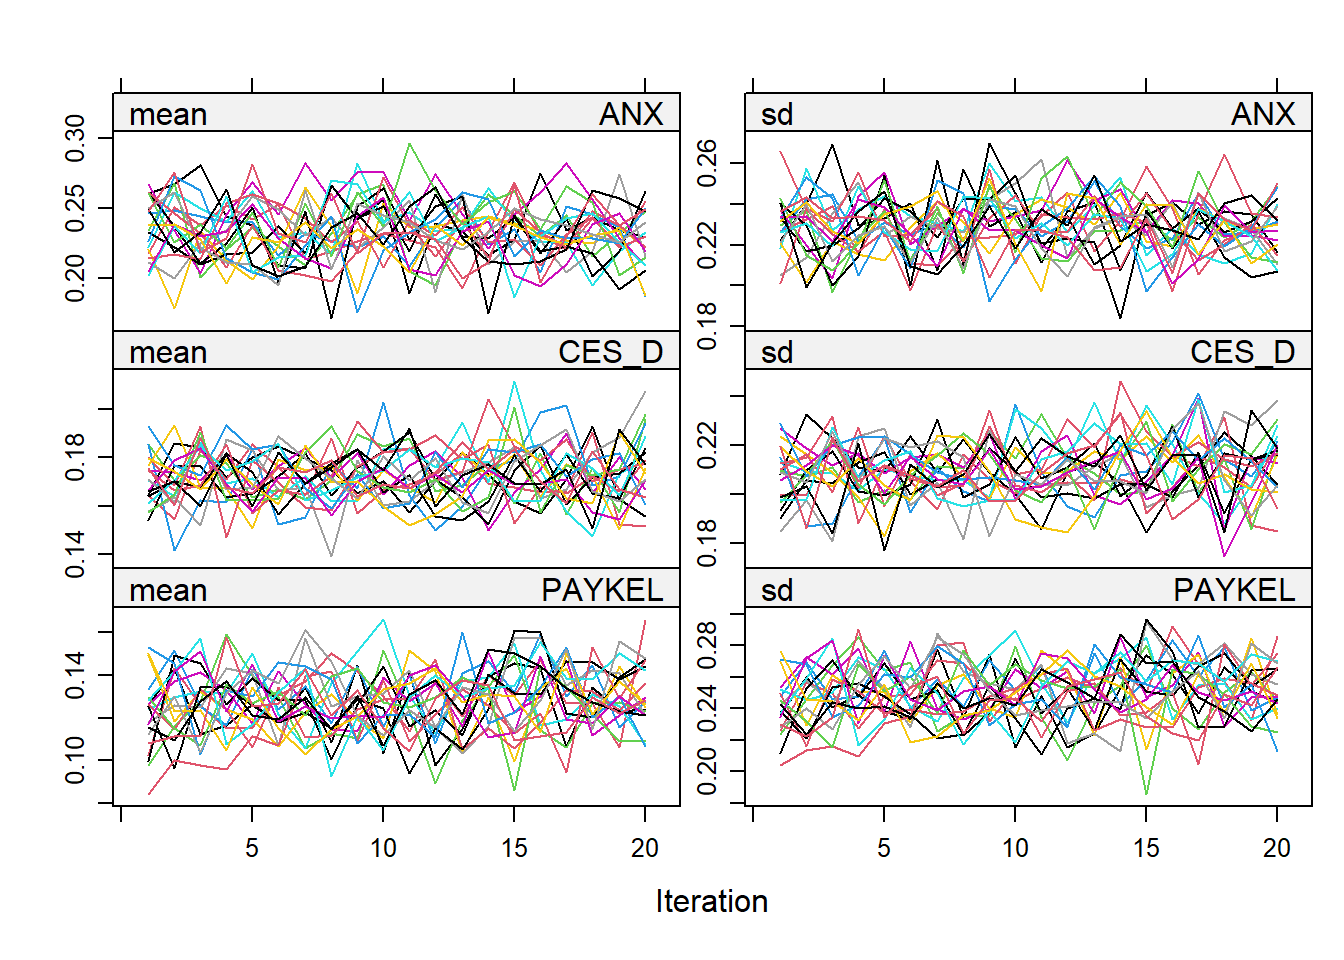 mean ANX
sd ANX
0.30
0.25
0.20
0.26
0.22
0.18
mean CES_D
sd CES_D
0.18
0.14
0.22
0.18
mean PAYKEL
sd PAYKEL
0.14
0.10
0.28
0.24
0.20
5 10 15 20
5 10 15 20
Iteration